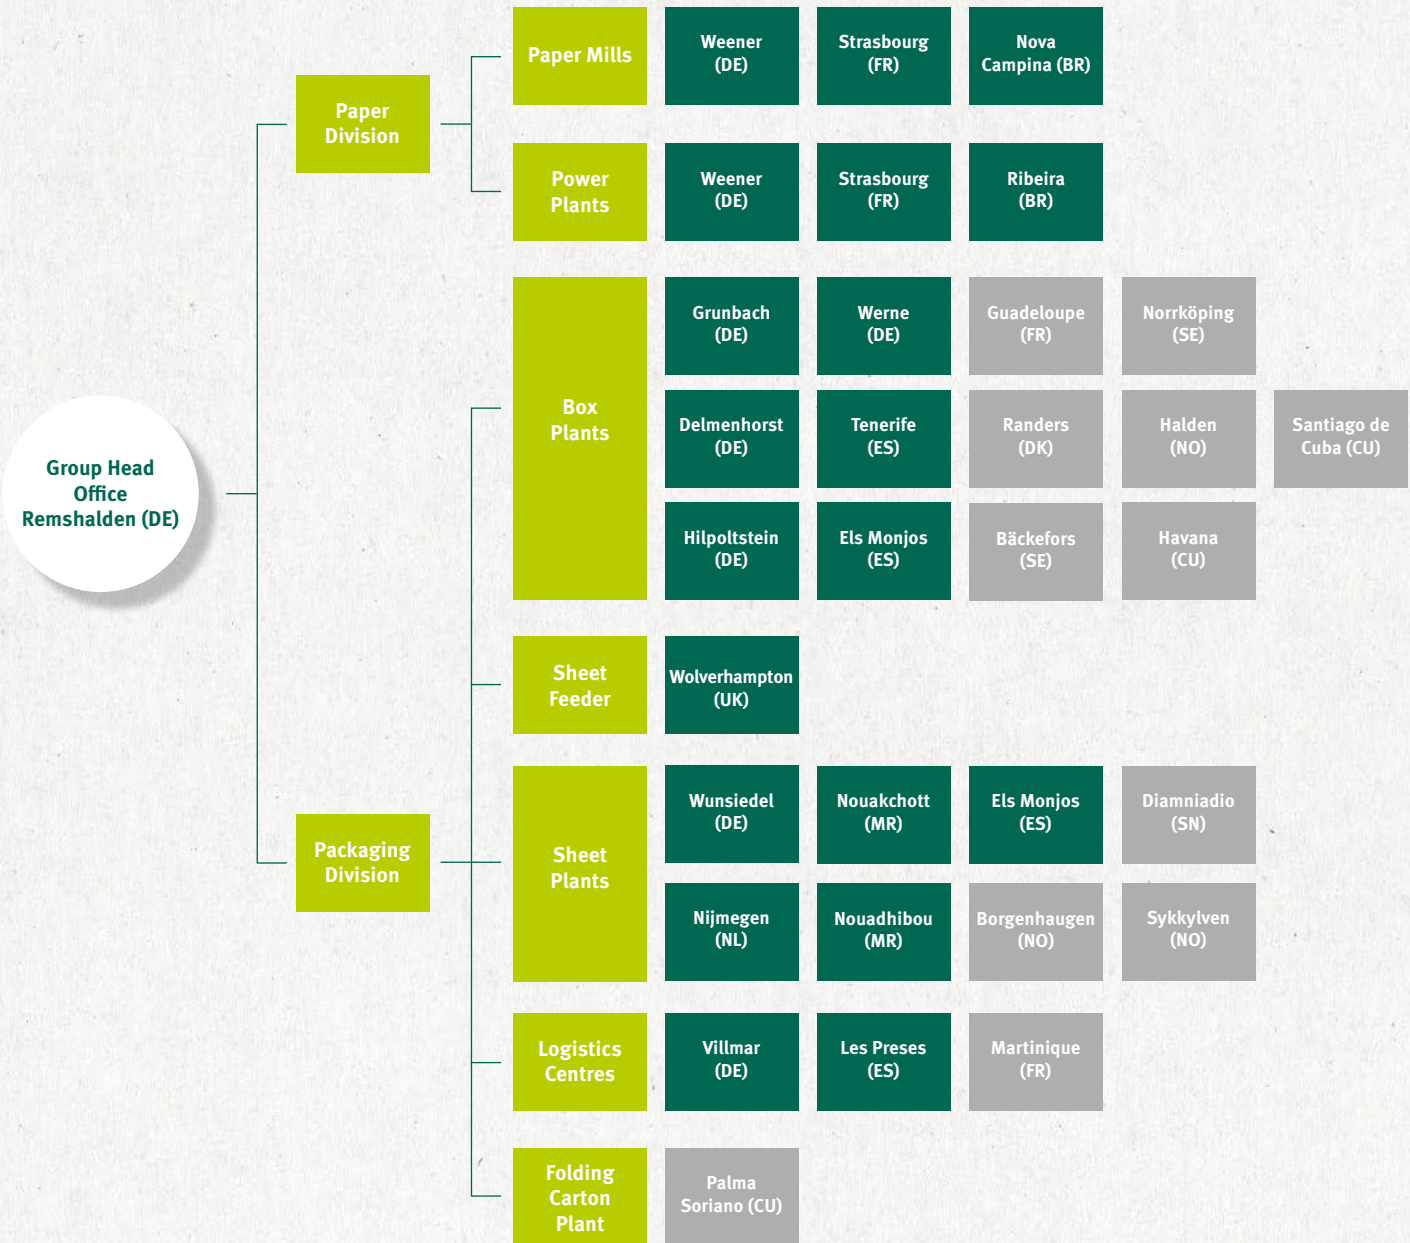 Group Head
Office
Remshalden (DE)
Paper
Division
Paper Mills
Weener
(DE)
Strasbourg
(FR)
Nova
Campina (BR)
Power
Plants
Weener
(DE)
Strasbourg
(FR)
Ribeira
(BR)
Packaging
Division
Box
Plants
Grunbach
(DE)
Werne
(DE)
Guadeloupe
(FR)
Norrköping
(SE)
Delmenhorst
(DE)
Tenerife
(ES)
Randers
(DK)
Halden
(NO)
Santiago de
Cuba (CU)
Hilpoltstein
(DE)
Els Monjos
(ES)
Bäckefors
(SE)
Havana
(CU)
Sheet
Feeder
Wolverhampton
(UK)
Sheet
Plants
Wunsiedel
(DE)
Nouakchott
(MR)
Els Monjos
(ES)
Diamniadio
(SN)
Nijmegen
(NL)
Nouadhibou
(MR)
Borgenhaugen
(NO)
Sykkylven
(NO)
Logistics
Centres
Villmar
(DE)
Les Preses
(ES)
Martinique
(FR)
Folding
Carton
Plant
Palma
Soriano (CU)